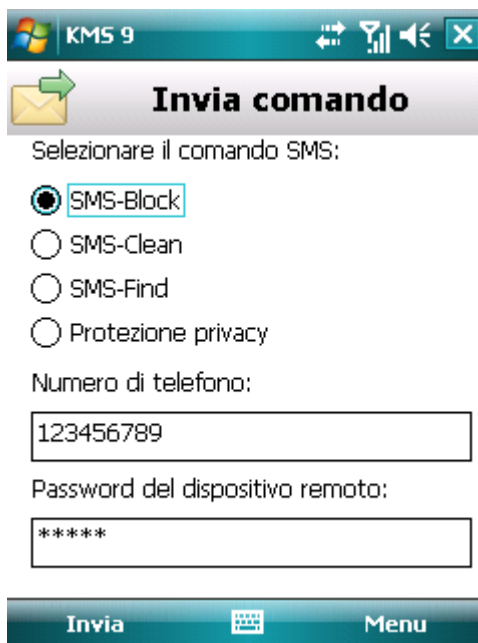 KMS 9
Invia comando
Selezionare il comando SMS:
SMS-Block
SMS-Clean
SMS-Find
Protezione privacy
Numero di telefono:
123456789
Password del dispositivo remoto:
*****
Invia
Menu